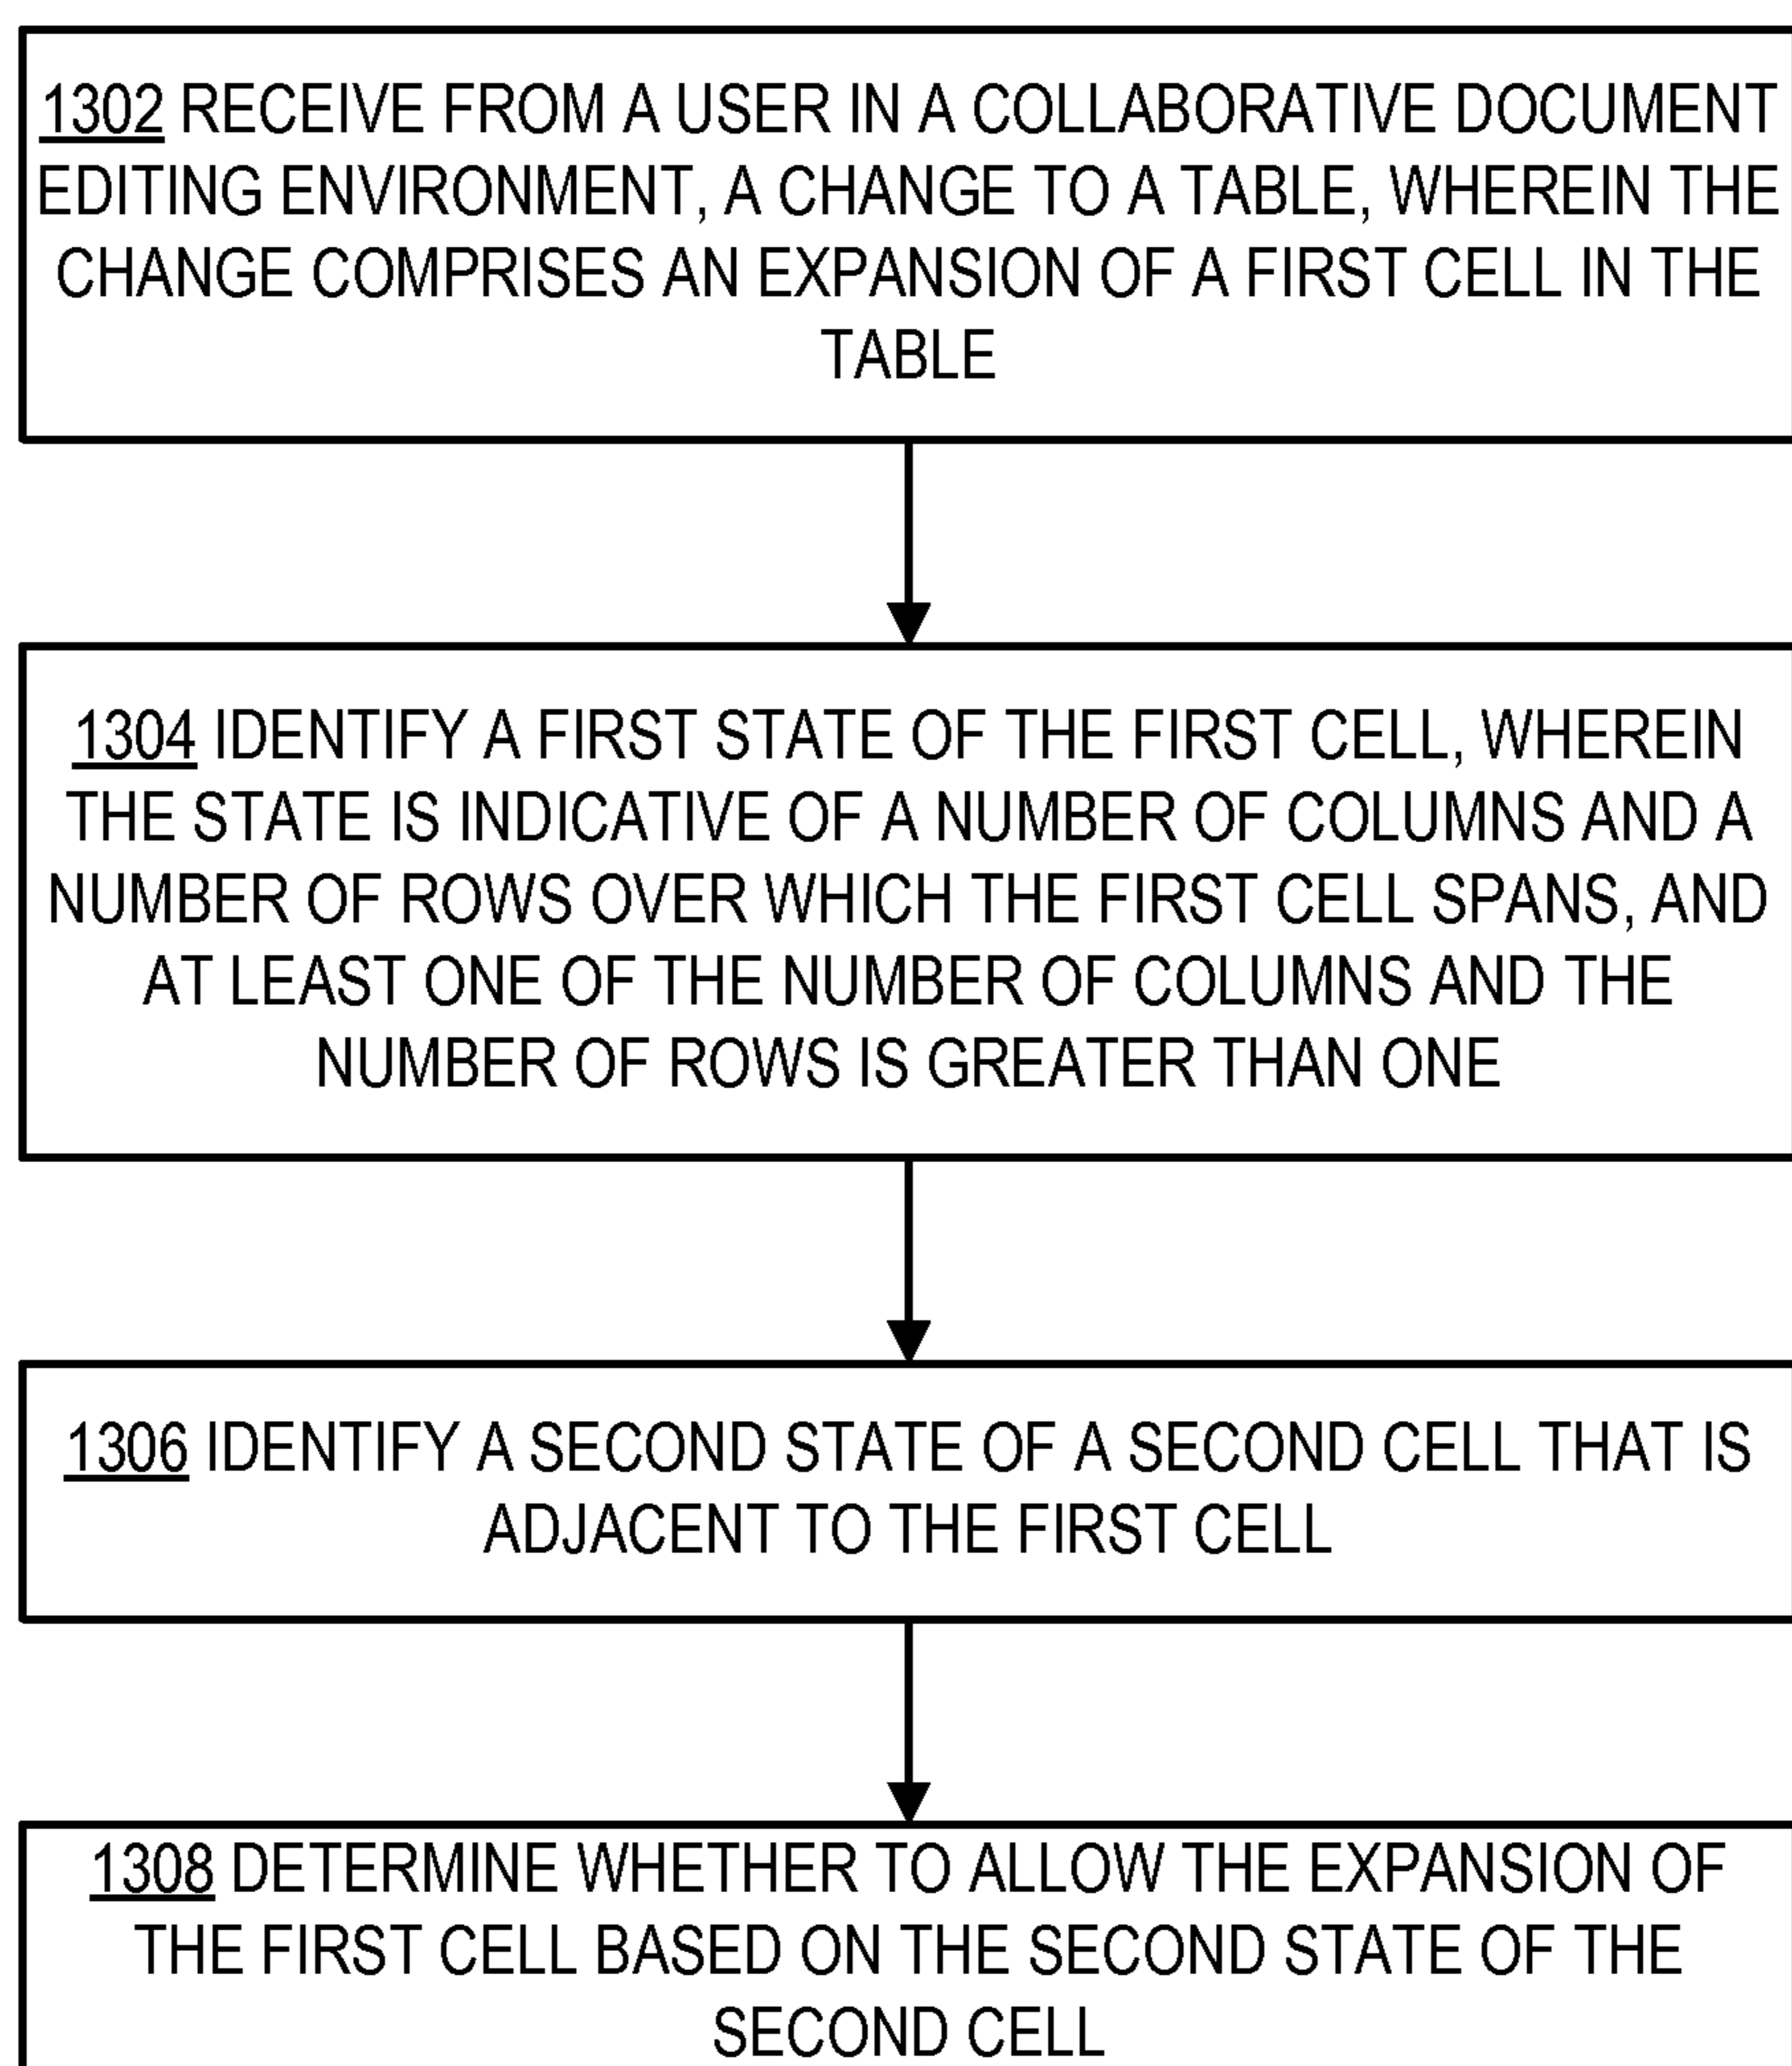 1302 RECEIVE FROM A USER IN A COLLABORATIVE DOCUMENT
EDITING ENVIRONMENT, A CHANGE TO A TABLE, WHEREIN THE
CHANGE COMPRISES AN EXPANSION OF A FIRST CELL IN THE
TABLE
1304 IDENTIFY A FIRST STATE OF THE FIRST CELL, WHEREIN
THE STATE IS INDICATIVE OF A NUMBER OF COLUMNS AND A
NUMBER OF ROWS OVER WHICH THE FIRST CELL SPANS, AND
AT LEAST ONE OF THE NUMBER OF COLUMNS AND THE
NUMBER OF ROWS IS GREATER THAN ONE
1306 IDENTIFY A SECOND STATE OF A SECOND CELL THAT IS
ADJACENT TO THE FIRST CELL
1308 DETERMINE WHETHER TO ALLOW THE EXPANSION OF
THE FIRST CELL BASED ON THE SECOND STATE OF THE
SECOND CELL